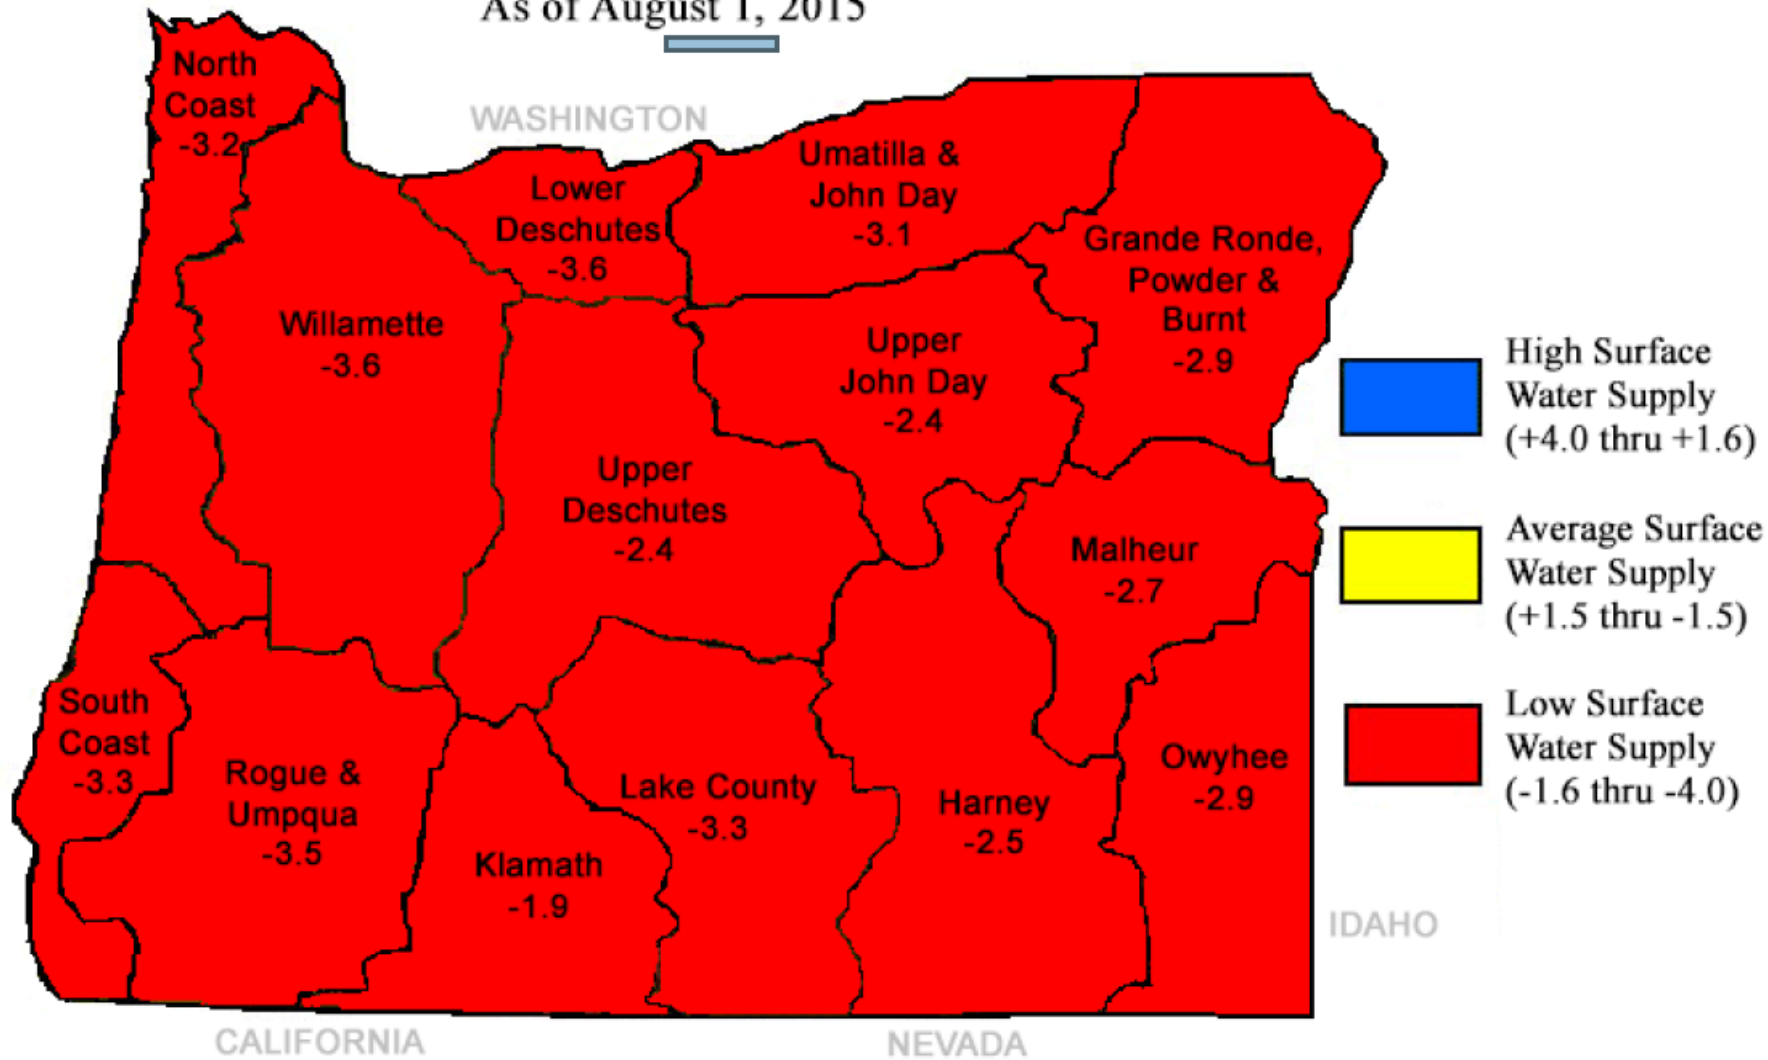 As of August 1, 2015
WASHINGTON
North
Coast
-3.2
Lower
Deschutes
-3.6
Umatilla &
John Day
-3.1
Grande Ronde,
Powder &
Burnt
-2.9
Willamette
-3.6
Upper
John Day
-2.4
Upper
Deschutes
-2.4
Malheur
-2.7
South
Coast
-3.3
Rogue &
Umpqua
-3.5
Klamath
-1.9
Lake County
-3.3
Harney
-2.5
Owyhee
-2.9
High Surface
Water Supply
(+4.0 thru +1.6)
Average Surface
Water Supply
(+1.5 thru -1.5)
Low Surface
Water Supply
(-1.6 thru -4.0)
IDAHO
CALIFORNIA
NEVADA